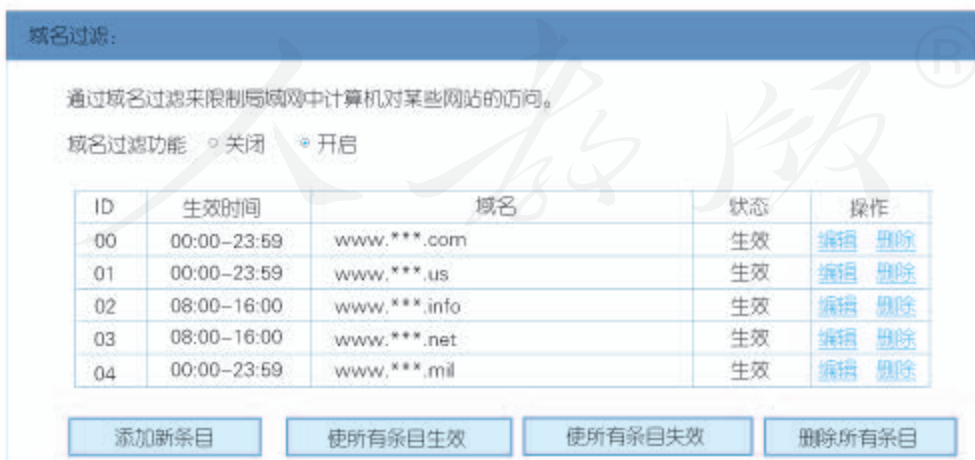 域名过滤:
通过域名过滤来限制局域网中计算机对某些网站的访问。
域名过滤功能 关闭 开启
ID 生效时间 域名 状态 操作
00 00:00-23:59 www.***.com 生效 编辑 删除
01 00:00-23:59 www.***.us 生效 编辑 删除
02 08:00-16:00 www.***.info 生效 编辑 删除
03 08:00-16:00 www.***.net 生效 编辑 删除
04 00:00-23:59 www.***.mil 生效 编辑 删除
添加新条目 使所有条目生效 使所有条目失效 删除所有条目
人教版®